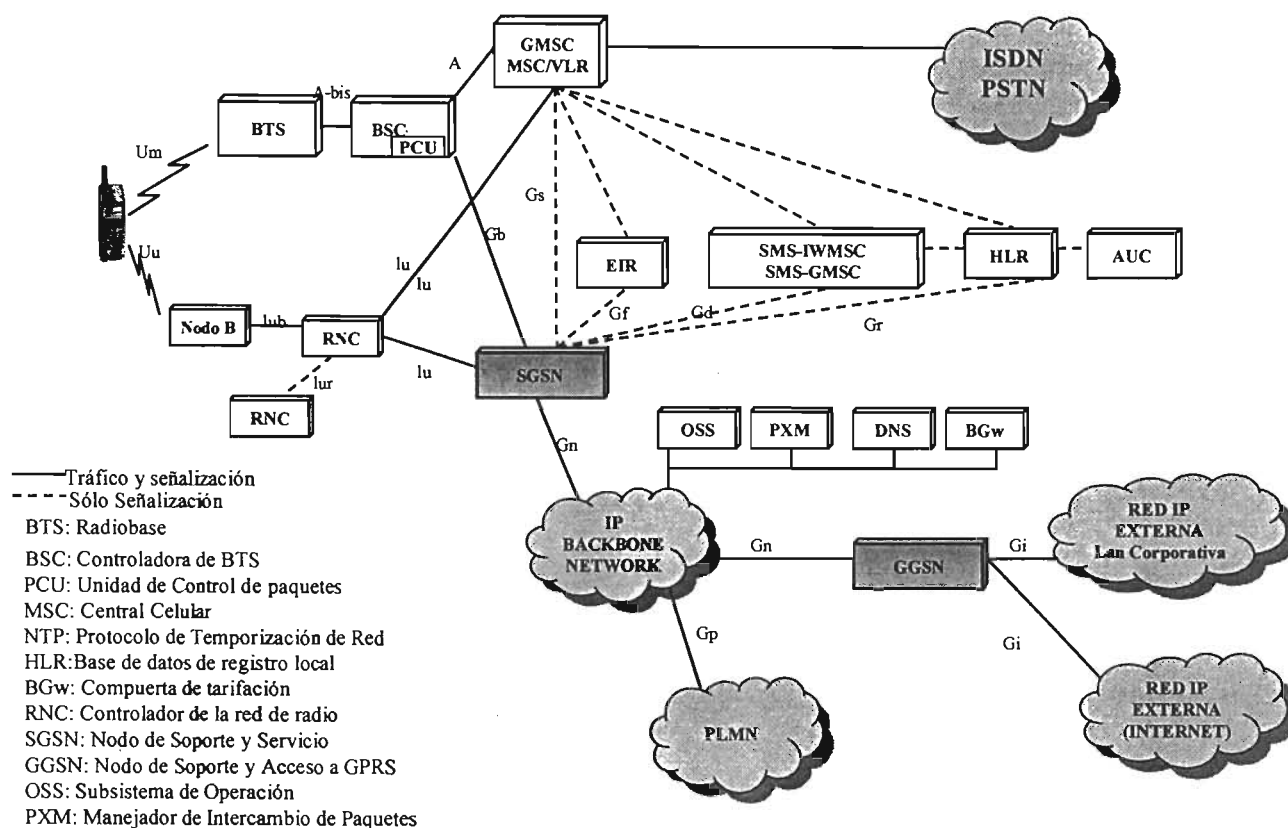 GMSC
MSC/VLR
ISDN
PSTN
A
A-bis
BTS
BSC
PCU
Um
Gs
Gb
Uu
Iu
Iu
EIR
SMS-IWMSC
SMS-GMSC
HLR
AUC
Gf
Gd
Gr
Nodo B
Iub
RNC
Iu
SGSN
Iur
RNC
Gn
OSS
PXM
DNS
BGw
Tráfico y señalización
Sólo Señalización
BTS: Radiobase
BSC: Controladora de BTS
PCU: Unidad de Control de paquetes
MSC: Central Celular
NTP: Protocolo de Temporización de Red
HLR:Base de datos de registro local
BGw: Compuerta de tarifación
RNC: Controlador de la red de radio
SGSN: Nodo de Soporte y Servicio
GGSN: Nodo de Soporte y Acceso a GPRS
OSS: Subsistema de Operación
PXM: Manejador de Intercambio de Paquetes
IP
BACKBONE
NETWORK
Gn
GGSN
Gi
RED IP
EXTERNA
Lan Corporativa
Gp
Gi
PLMN
RED IP
EXTERNA
(INTERNET)